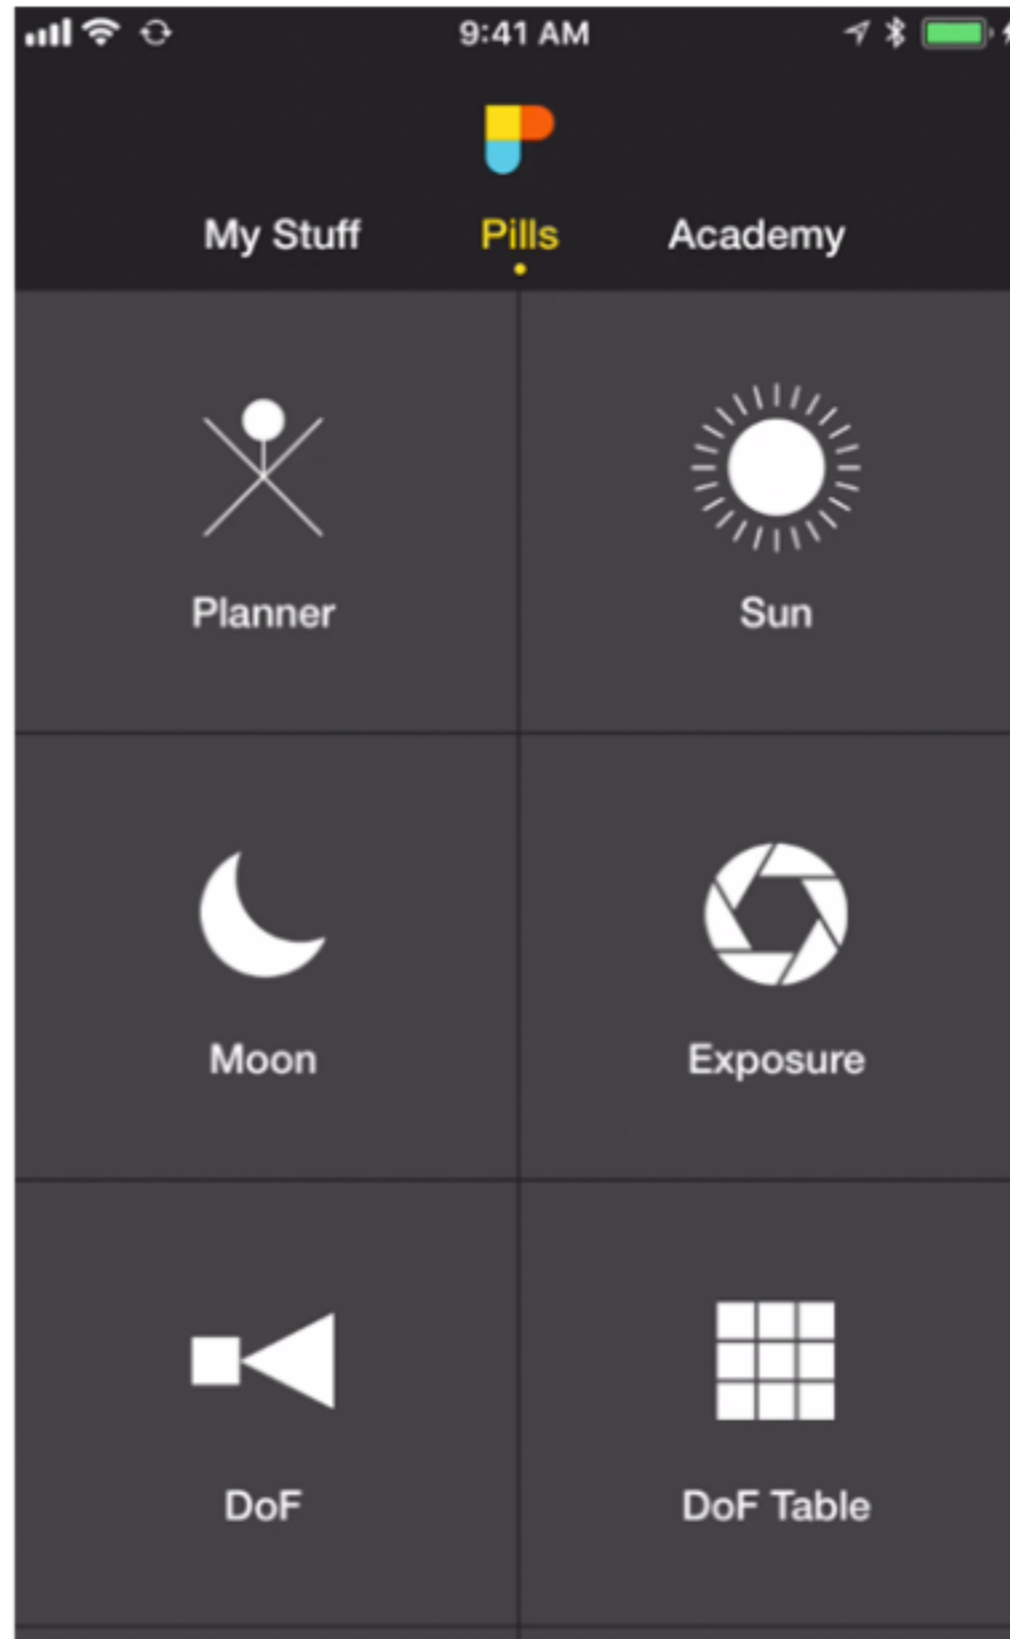 9:41 AM
My Stuff Pills Academy
Planner Sun
Moon Exposure
DoF DoF Table